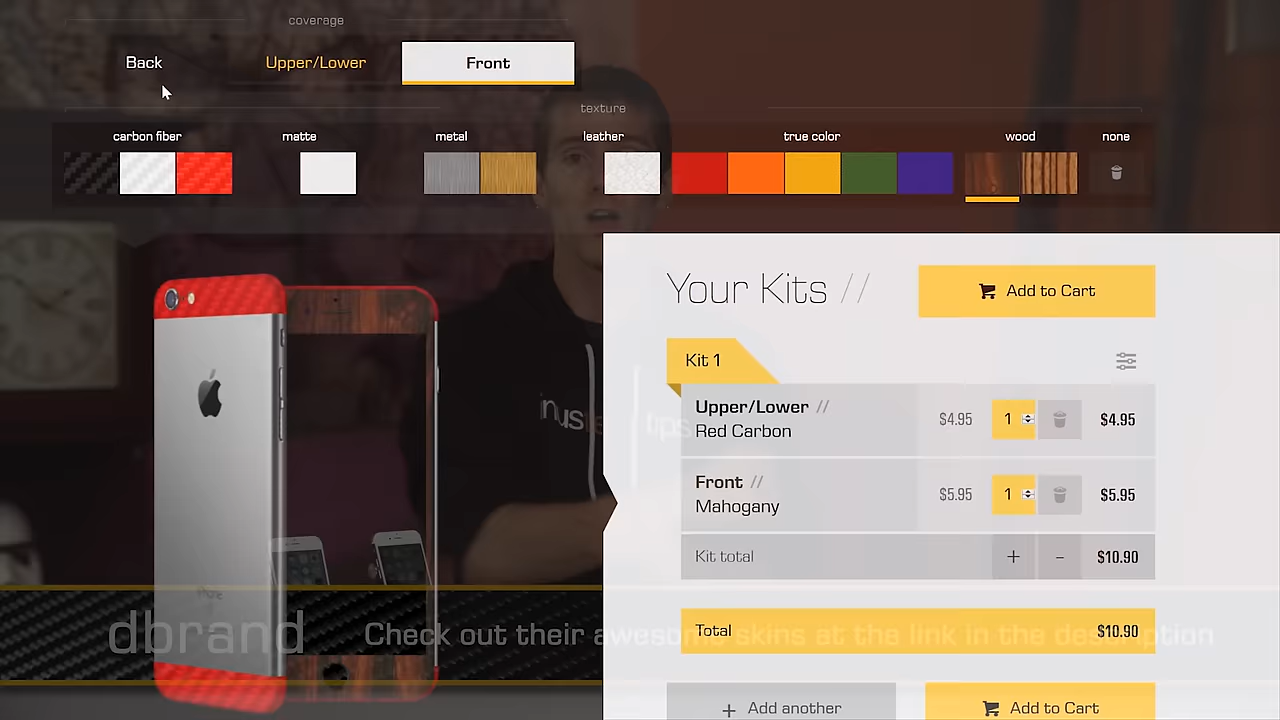 coverage
Back
Upper/Lower
Front
texture
carbon fiber
matte
metal
leather
true color
wood
none
Your Kits //
Add to Cart
Kit 1
Upper/Lower //
Red Carbon
$4.95
1
$4.95
Front //
Mahogany
$5.95
1
$5.95
Kit total
+
-
$10.90
Total
$10.90
Add another
Add to Cart
inus
tips
iPhone
dbrand
Check out their awesome skins at the link in the description